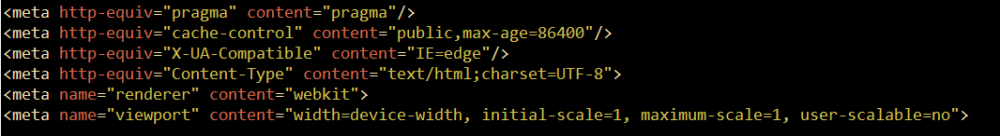 <meta http-equiv="pragma" content="pragma"/>
<meta http-equiv="cache-control" content="public,max-age=86400"/>
<meta http-equiv="X-UA-Compatible" content="IE=edge"/>
<meta http-equiv="Content-Type" content="text/html;charset=UTF-8">
<meta name="renderer" content="webkit">
<meta name="viewport" content="width=device-width, initial-scale=1, maximum-scale=1, user-scalable=no">